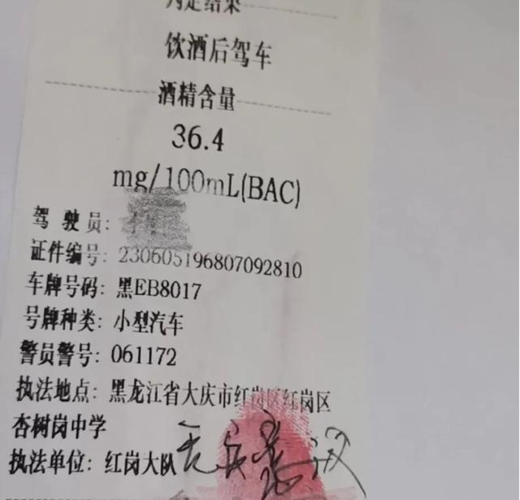 判定结果
饮酒后驾车
酒精含量
36.4
mg/100mL(BAC)
驾 驶 员:
证件编号: 230605196807092810
车牌号码: 黑EB8017
号牌种类: 小型汽车
警员警号: 061172
执法地点: 黑龙江省大庆市红岗区红岗区
杏树岗中学
执法单位: 红岗大队